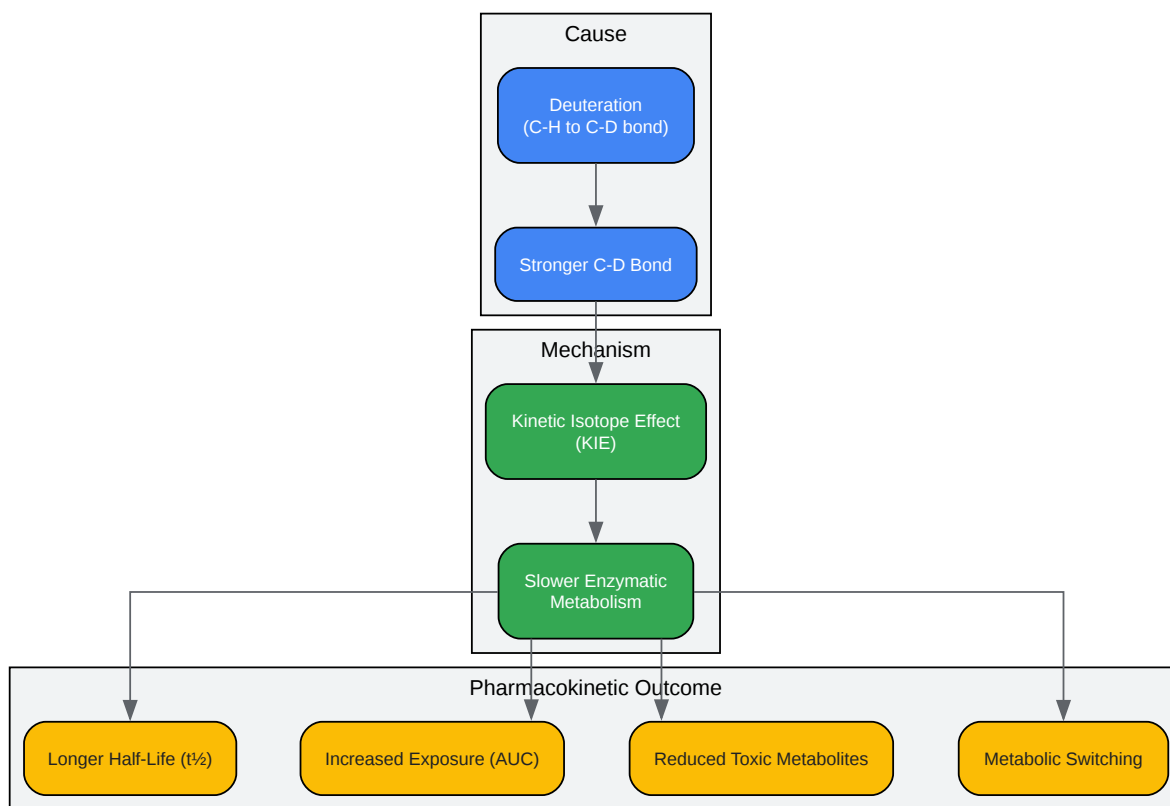 Cause
Deuteration
(C-H to C-D bond)
Stronger C-D Bond
Mechanism
Kinetic Isotope Effect
(KIE)
Slower Enzymatic
Metabolism
Pharmacokinetic Outcome
Longer Half-Life (t½)
Increased Exposure (AUC)
Reduced Toxic Metabolites
Metabolic Switching